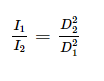 I₁/I₂ = D₂²/D₁²